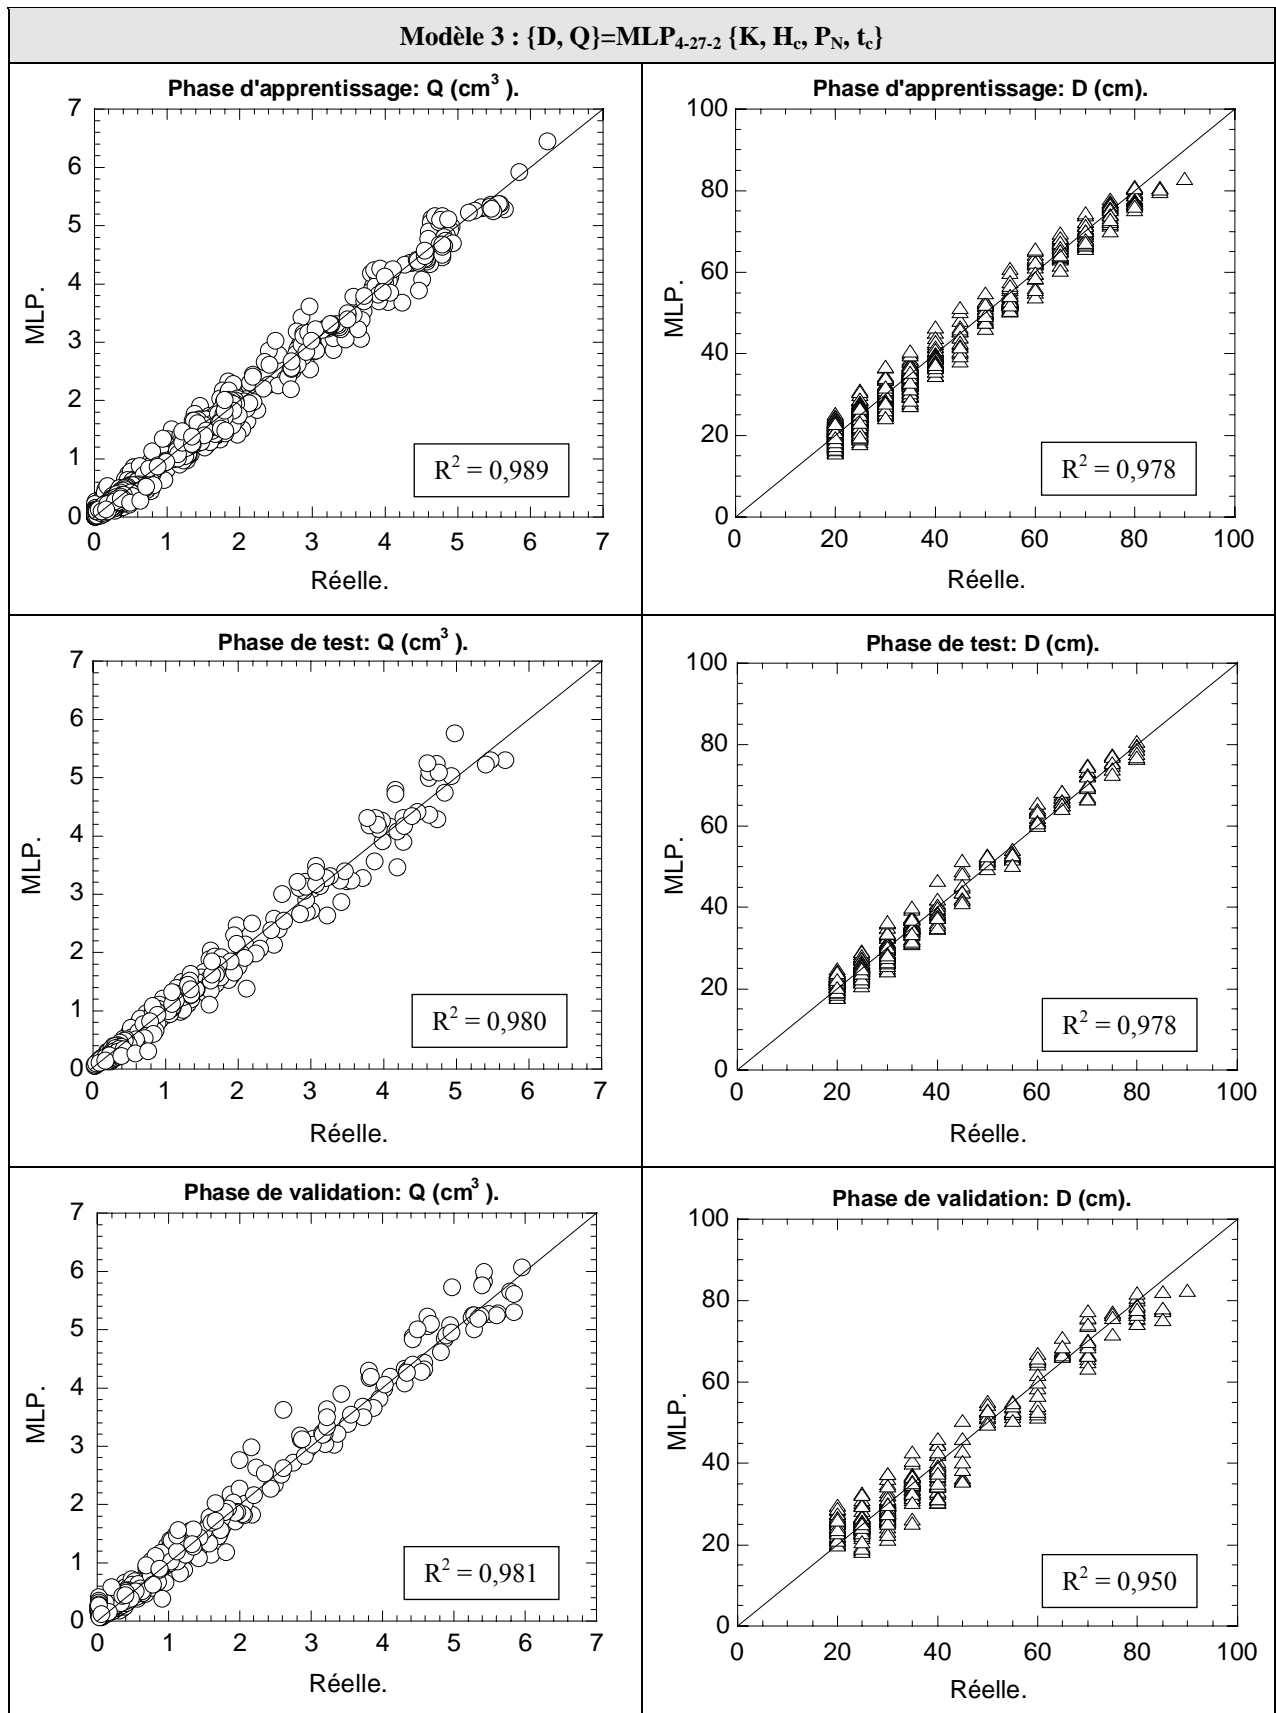 Modèle 3 : {D, Q}=MLP4-27-2 {K, Hc, PN, tc}
Phase d'apprentissage: Q (cm3 ).
7
6
5
4
3
2
1
0
MLP.
R2 = 0,989
0 1 2 3 4 5 6 7
Réelle.
Phase d'apprentissage: D (cm).
100
80
60
40
20
0
MLP.
R2 = 0,978
0 20 40 60 80 100
Réelle.
Phase de test: Q (cm3 ).
7
6
5
4
3
2
1
0
MLP.
R2 = 0,980
0 1 2 3 4 5 6 7
Réelle.
Phase de test: D (cm).
100
80
60
40
20
0
MLP.
R2 = 0,978
0 20 40 60 80 100
Réelle.
Phase de validation: Q (cm3 ).
7
6
5
4
3
2
1
0
MLP.
R2 = 0,981
0 1 2 3 4 5 6 7
Réelle.
Phase de validation: D (cm).
100
80
60
40
20
0
MLP.
R2 = 0,950
0 20 40 60 80 100
Réelle.